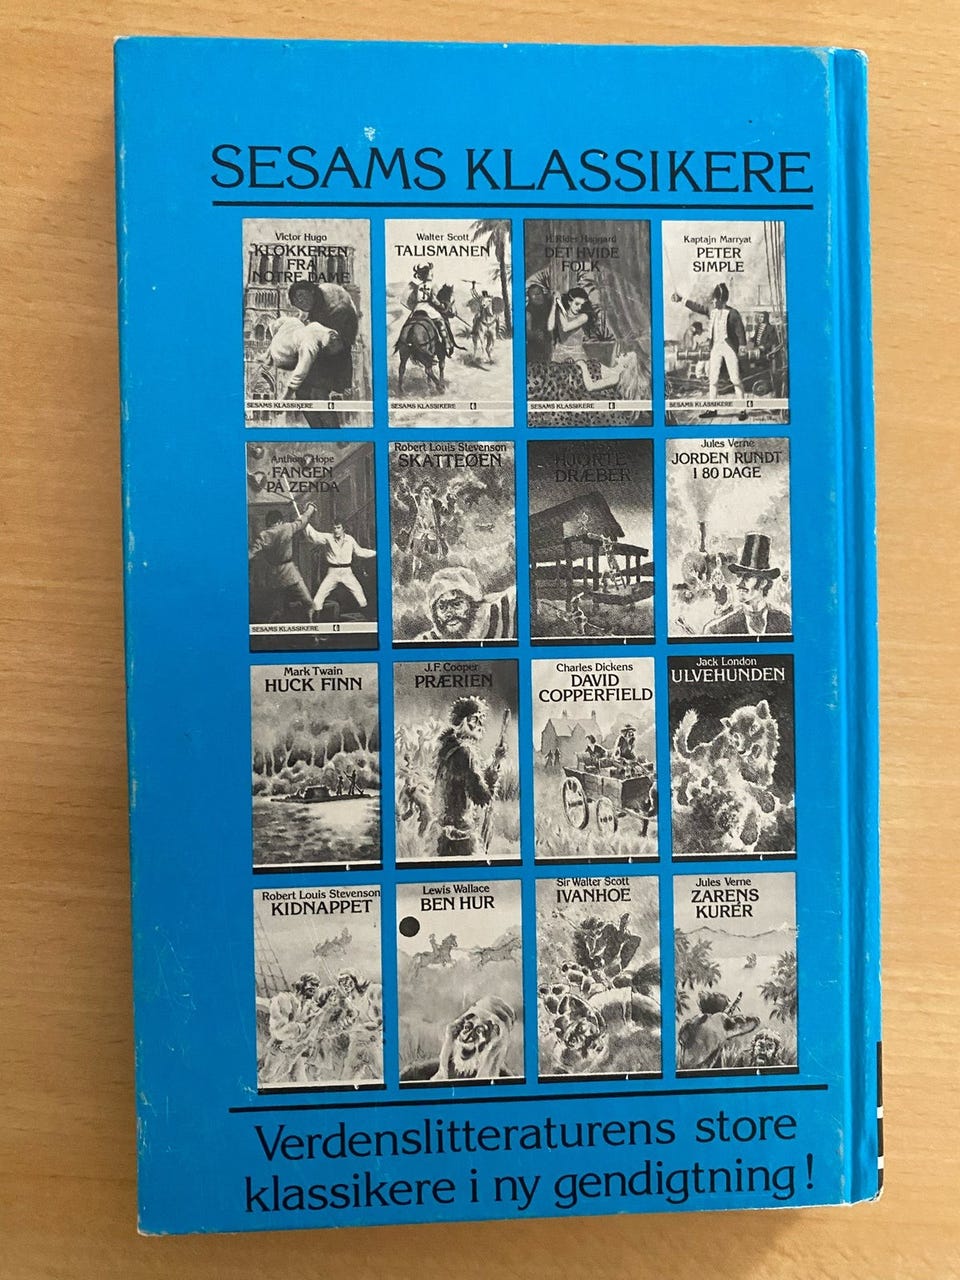 SESAMS KLASSIKERE
Victor Hugo
KLOKKEREN
FRA
NOTRE DAME
SESAMS KLASSIKERE
Walter Scott
TALISMANEN
SESAMS KLASSIKERE
H. Rider Haggard
DET HVIDE
FOLK
SESAMS KLASSIKERE
Kaptajn Marryat
PETER
SIMPLE
SESAMS KLASSIKERE
Anthony Hope
FANGEN
PÅ ZENDA
SESAMS KLASSIKERE
Robert Louis Stevenson
SKATTEØEN
HJORTE
DRÆBER
Jules Verne
JORDEN RUNDT
I 80 DAGE
Mark Twain
HUCK FINN
J.F. Cooper
PRÆRIEN
Charles Dickens
DAVID
COPPERFIELD
Jack London
ULVEHUNDEN
Robert Louis Stevenson
KIDNAPPET
Lewis Wallace
BEN HUR
Sir Walter Scott
IVANHOE
Jules Verne
ZARENS
KURÉR
Verdenslitteraturens store
klassikere i ny gendigtning!